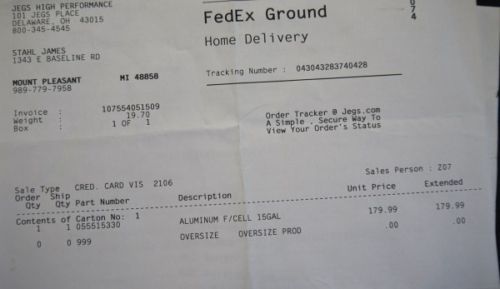 JEGS HIGH PERFORMANCE
101 JEGS PLACE
DELAWARE, OH 43015
800-345-4545
FedEx Ground
Home Delivery
074
STAHL JAMES
1343 E BASELINE RD
MOUNT PLEASANT MI 48858
989-779-7958
Tracking Number : 043043283740428
Invoice : 107554051509
Weight : 19.70
Box : 1 OF 1
Order Tracker @ Jegs.com
A Simple , Secure Way To
View Your Order's Status
Sales Person : 207
Sale Type CRED. CARD VIS 2106
Order Ship
Qty Qty Part Number Description Unit Price Extended
Contents of Carton No: 1
1 1 055515330 ALUMINUM F/CELL 15GAL 179.99 179.99
0 0 999 OVERSIZE OVERSIZE PROD .00 .00